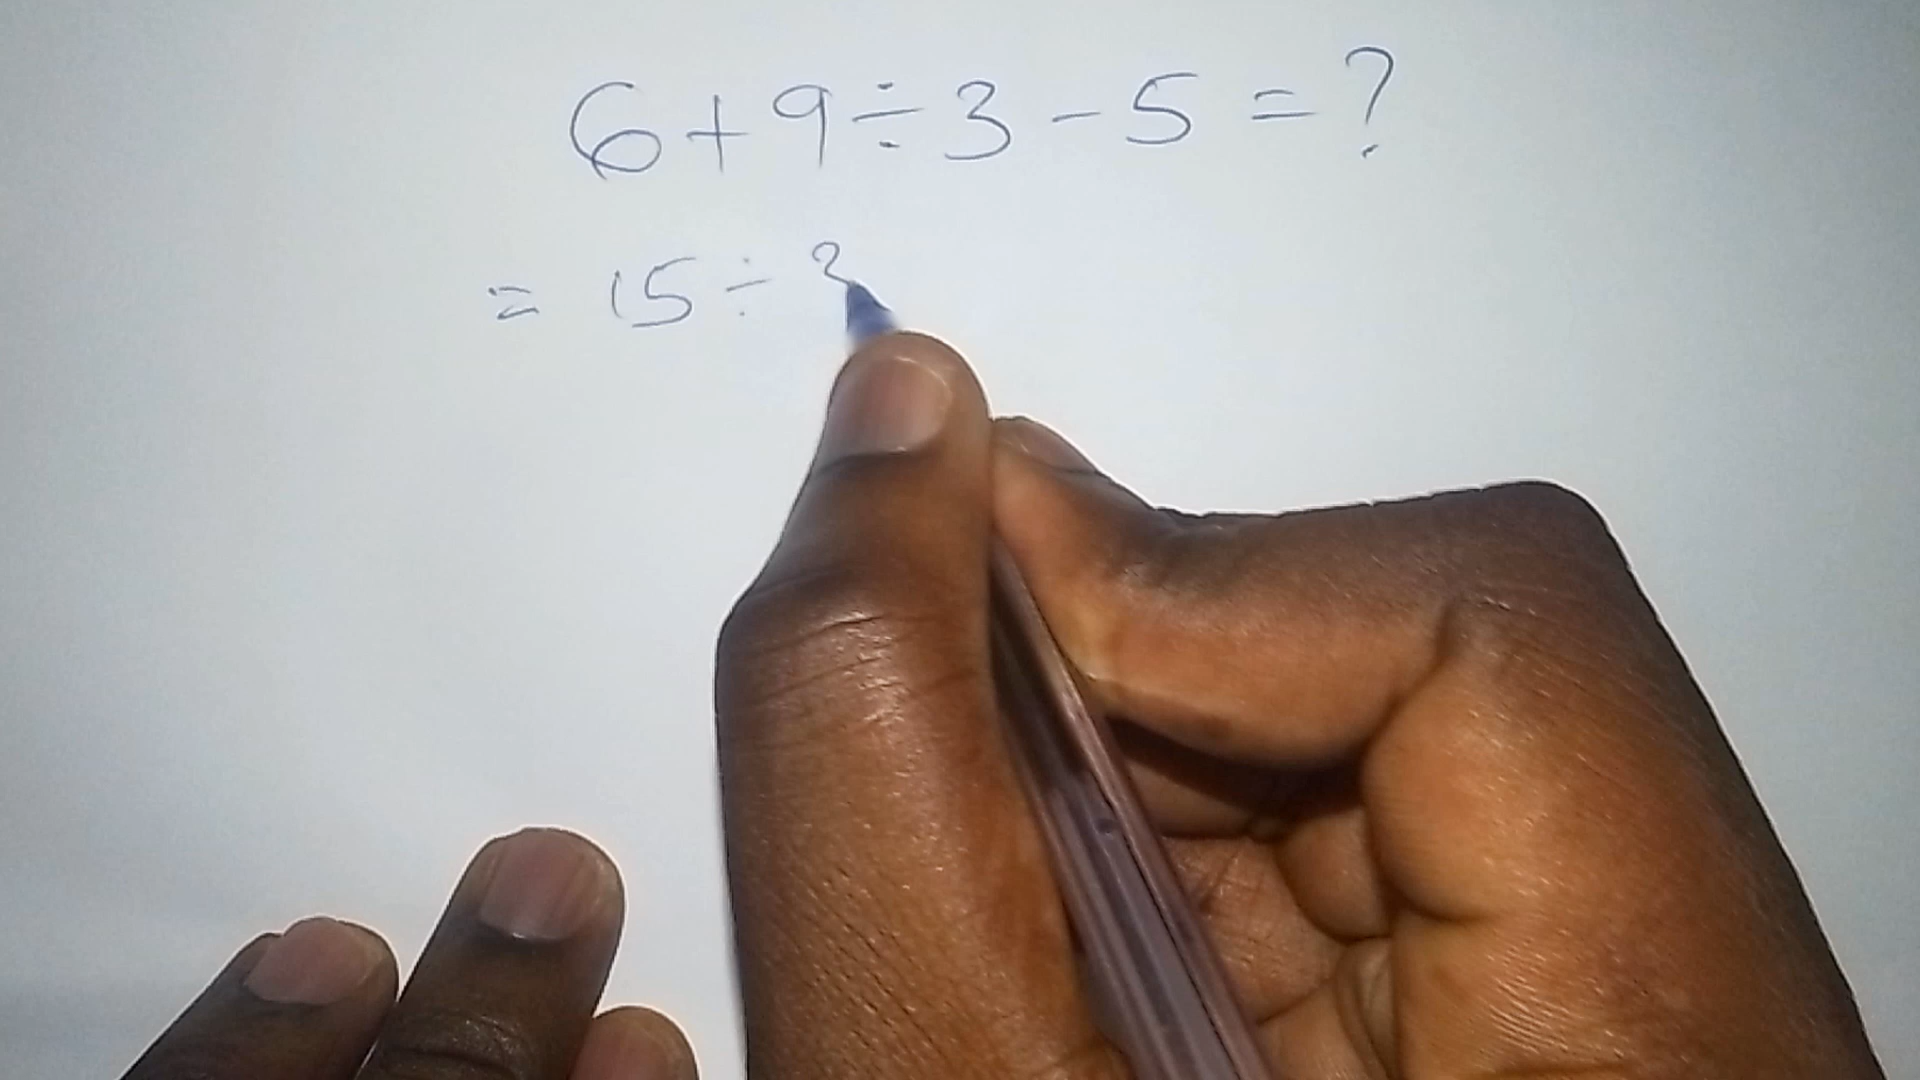 6 + 9 ÷ 3 - 5 = ?
= 15 ÷